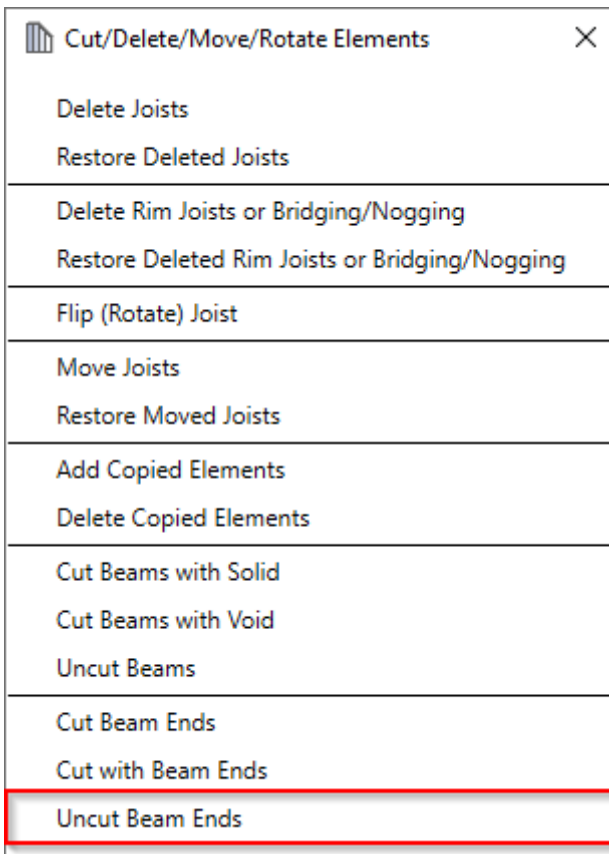 Cut/Delete/Move/Rotate Elements
Delete Joists
Restore Deleted Joists
Delete Rim Joists or Bridging/Nogging
Restore Deleted Rim Joists or Bridging/Nogging
Flip (Rotate) Joist
Move Joists
Restore Moved Joists
Add Copied Elements
Delete Copied Elements
Cut Beams with Solid
Cut Beams with Void
Uncut Beams
Cut Beam Ends
Cut with Beam Ends
Uncut Beam Ends